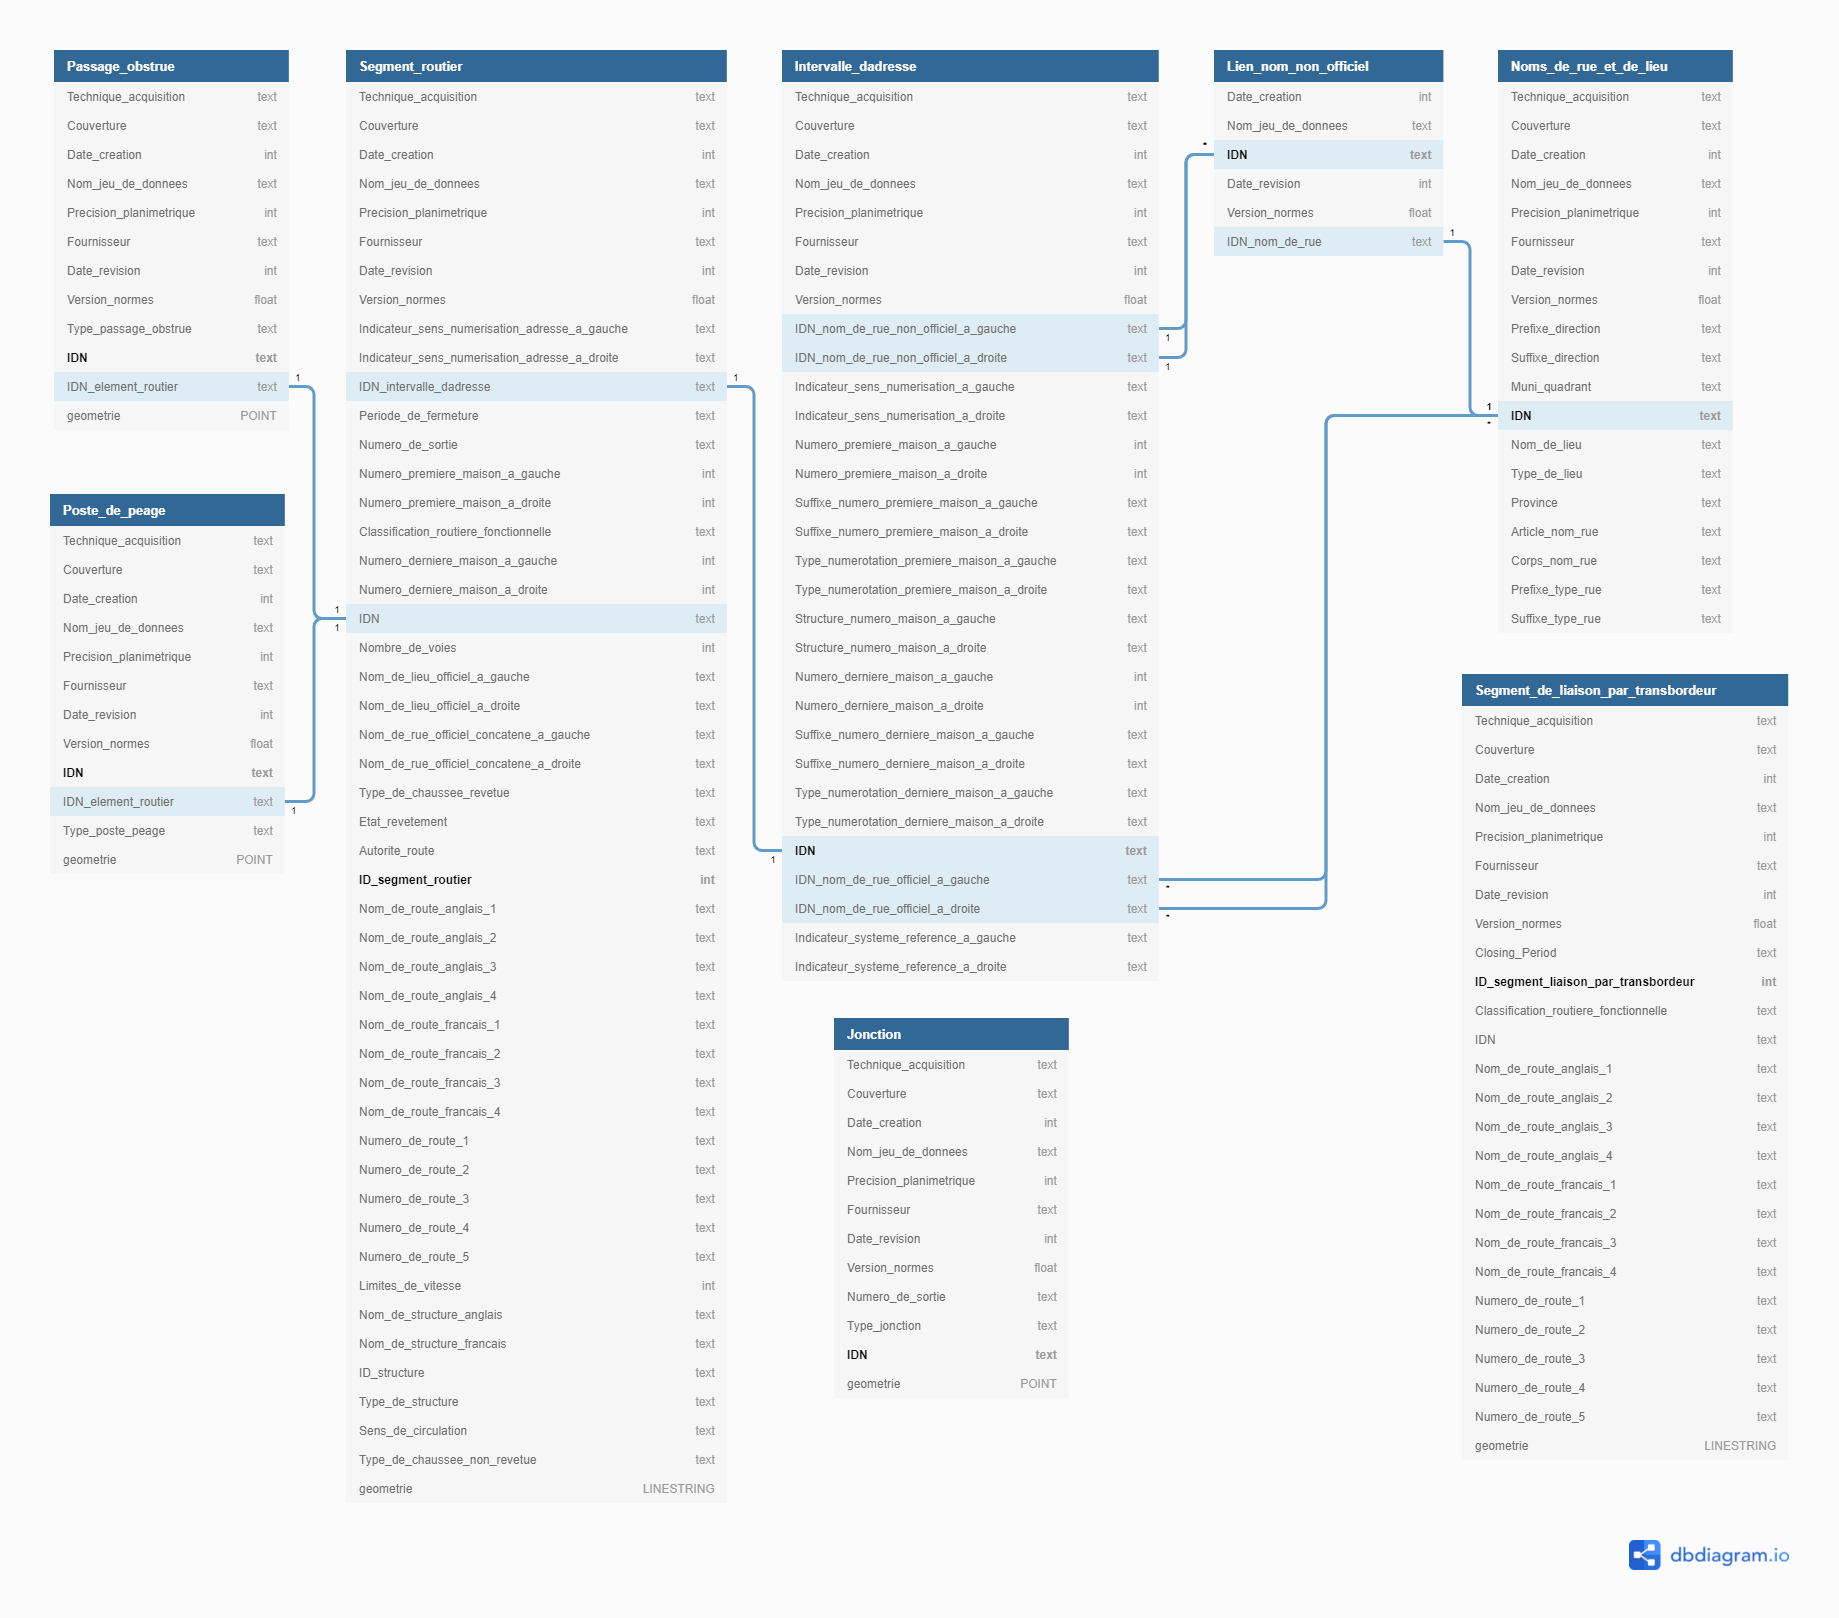 Passage_obstrue
Technique_acquisition text
Couverture text
Date_creation int
Nom_jeu_de_donnees text
Precision_planimetrique int
Fournisseur text
Date_revision int
Version_normes float
Type_passage_obstrue text
IDN text
IDN_element_routier text 1
geometrie POINT
Poste_de_peage
Technique_acquisition text
Couverture text
Date_creation int
Nom_jeu_de_donnees text
Precision_planimetrique int
Fournisseur text
Date_revision int
Version_normes float
IDN text
IDN_element_routier text 1
Type_poste_peage text
geometrie POINT
Segment_routier
Technique_acquisition text
Couverture text
Date_creation int
Nom_jeu_de_donnees text
Precision_planimetrique int
Fournisseur text
Date_revision int
Version_normes float
Indicateur_sens_numerisation_adresse_a_gauche text
Indicateur_sens_numerisation_adresse_a_droite text
IDN_intervalle_dadresse text 1
Periode_de_fermeture text
Numero_de_sortie text
Numero_premiere_maison_a_gauche int
Numero_premiere_maison_a_droite int
Classification_routiere_fonctionnelle text
Numero_derniere_maison_a_gauche int
Numero_derniere_maison_a_droite int
1
1
IDN text
Nombre_de_voies int
Nom_de_lieu_officiel_a_gauche text
Nom_de_lieu_officiel_a_droite text
Nom_de_rue_officiel_concatene_a_gauche text
Nom_de_rue_officiel_concatene_a_droite text
Type_de_chaussee_revetue text
Etat_revetement text
Autorite_route text
ID_segment_routier int
Nom_de_route_anglais_1 text
Nom_de_route_anglais_2 text
Nom_de_route_anglais_3 text
Nom_de_route_anglais_4 text
Nom_de_route_francais_1 text
Nom_de_route_francais_2 text
Nom_de_route_francais_3 text
Nom_de_route_francais_4 text
Numero_de_route_1 text
Numero_de_route_2 text
Numero_de_route_3 text
Numero_de_route_4 text
Numero_de_route_5 text
Limites_de_vitesse int
Nom_de_structure_anglais text
Nom_de_structure_francais text
ID_structure text
Type_de_structure text
Sens_de_circulation text
Type_de_chaussee_non_revetue text
geometrie LINESTRING
Intervalle_dadresse
Technique_acquisition text
Couverture text
Date_creation int
Nom_jeu_de_donnees text
Precision_planimetrique int
Fournisseur text
Date_revision int
Version_normes float
IDN_nom_de_rue_non_officiel_a_gauche text 1
IDN_nom_de_rue_non_officiel_a_droite text 1
Indicateur_sens_numerisation_a_gauche text
Indicateur_sens_numerisation_a_droite text
Numero_premiere_maison_a_gauche int
Numero_premiere_maison_a_droite int
Suffixe_numero_premiere_maison_a_gauche text
Suffixe_numero_premiere_maison_a_droite text
Type_numerotation_premiere_maison_a_gauche text
Type_numerotation_premiere_maison_a_droite text
Structure_numero_maison_a_gauche text
Structure_numero_maison_a_droite text
Numero_derniere_maison_a_gauche int
Numero_derniere_maison_a_droite int
Suffixe_numero_derniere_maison_a_gauche text
Suffixe_numero_derniere_maison_a_droite text
Type_numerotation_derniere_maison_a_gauche text
Type_numerotation_derniere_maison_a_droite text
1 IDN text
IDN_nom_de_rue_officiel_a_gauche text *
IDN_nom_de_rue_officiel_a_droite text *
Indicateur_systeme_reference_a_gauche text
Indicateur_systeme_reference_a_droite text
Jonction
Technique_acquisition text
Couverture text
Date_creation int
Nom_jeu_de_donnees text
Precision_planimetrique int
Fournisseur text
Date_revision int
Version_normes float
Numero_de_sortie text
Type_jonction text
IDN text
geometrie POINT
Lien_nom_non_officiel
Date_creation int
Nom_jeu_de_donnees text
* IDN text
Date_revision int
Version_normes float
IDN_nom_de_rue text 1
Noms_de_rue_et_de_lieu
Technique_acquisition text
Couverture text
Date_creation int
Nom_jeu_de_donnees text
Precision_planimetrique int
Fournisseur text
Date_revision int
Version_normes float
Prefixe_direction text
Suffixe_direction text
Muni_quadrant text
1
*
IDN text
Nom_de_lieu text
Type_de_lieu text
Province text
Article_nom_rue text
Corps_nom_rue text
Prefixe_type_rue text
Suffixe_type_rue text
Segment_de_liaison_par_transbordeur
Technique_acquisition text
Couverture text
Date_creation int
Nom_jeu_de_donnees text
Precision_planimetrique int
Fournisseur text
Date_revision int
Version_normes float
Closing_Period text
ID_segment_liaison_par_transbordeur int
Classification_routiere_fonctionnelle text
IDN text
Nom_de_route_anglais_1 text
Nom_de_route_anglais_2 text
Nom_de_route_anglais_3 text
Nom_de_route_anglais_4 text
Nom_de_route_francais_1 text
Nom_de_route_francais_2 text
Nom_de_route_francais_3 text
Nom_de_route_francais_4 text
Numero_de_route_1 text
Numero_de_route_2 text
Numero_de_route_3 text
Numero_de_route_4 text
Numero_de_route_5 text
geometrie LINESTRING
dbdiagram.io